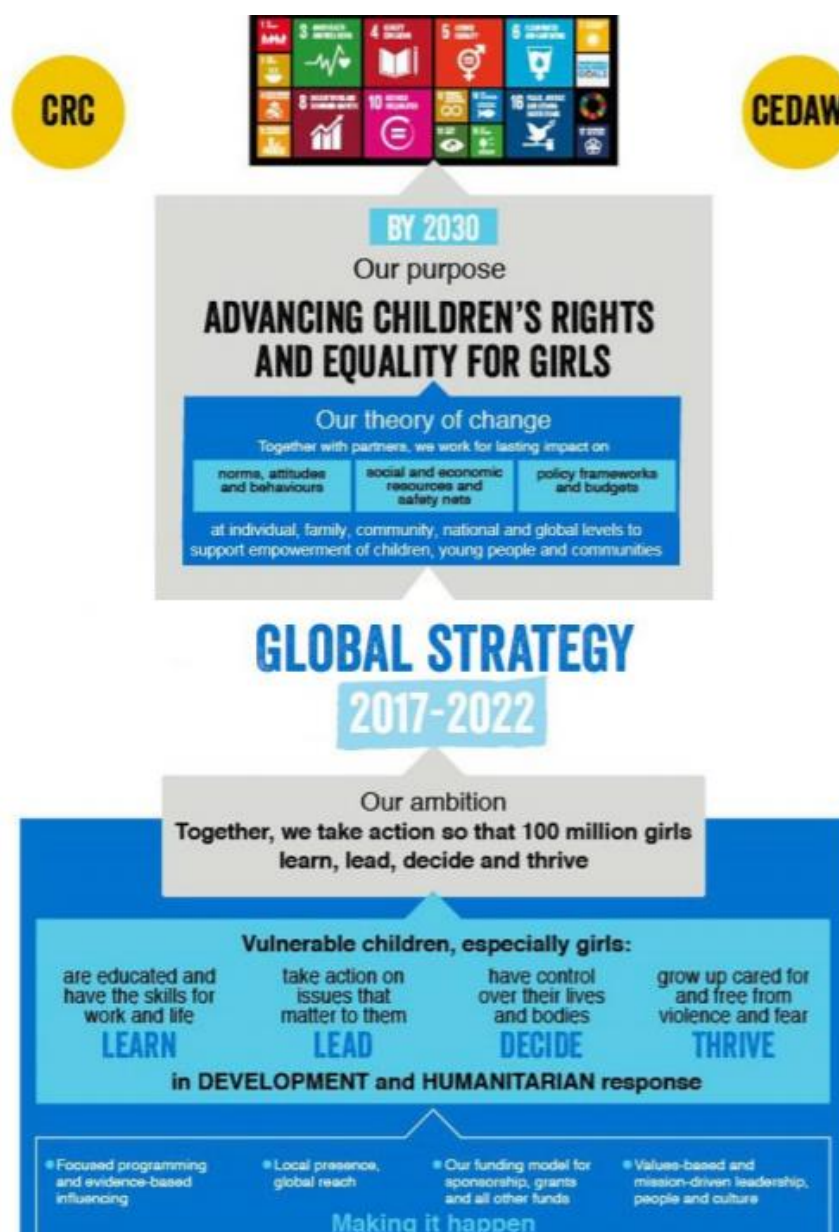 CRC
3
4
5
6
8
10
16
CEDAW
BY 2030
Our purpose
ADVANCING CHILDREN'S RIGHTS
AND EQUALITY FOR GIRLS
Our theory of change
Together with partners, we work for lasting impact on
norms, attitudes
and behaviours
social and economic
resources and
safety nets
policy frameworks
and budgets
at individual, family, community, national and global levels to
support empowerment of children, young people and communities
GLOBAL STRATEGY
2017-2022
Our ambition
Together, we take action so that 100 million girls
learn, lead, decide and thrive
Vulnerable children, especially girls:
are educated and
have the skills for
work and life
LEARN
take action on
issues that
matter to them
LEAD
have control
over their lives
and bodies
DECIDE
grow up cared for
and free from
violence and fear
THRIVE
in DEVELOPMENT and HUMANITARIAN response
Focused programming
and evidence-based
influencing
Local presence,
global reach
Our funding model for
sponsorship, grants
and all other funds
Values-based and
mission-driven leadership,
people and culture
Making it happen